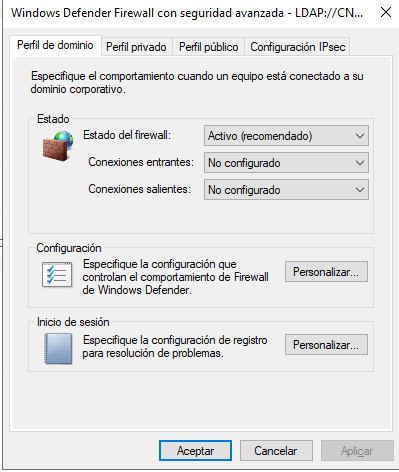 Windows Defender Firewall con seguridad avanzada - LDAP://CN...
Perfil de dominio Perfil privado Perfil público Configuración IPsec
Especifique el comportamiento cuando un equipo está conectado a su
dominio corporativo.
Estado
Estado del firewall: Activo (recomendado)
Conexiones entrantes: No configurado
Conexiones salientes: No configurado
Configuración
Especifique la configuración que
controlan el comportamiento de Firewall
de Windows Defender.
Personalizar...
Inicio de sesión
Especifique la configuración de registro
para resolución de problemas.
Personalizar...
Aceptar Cancelar Aplicar